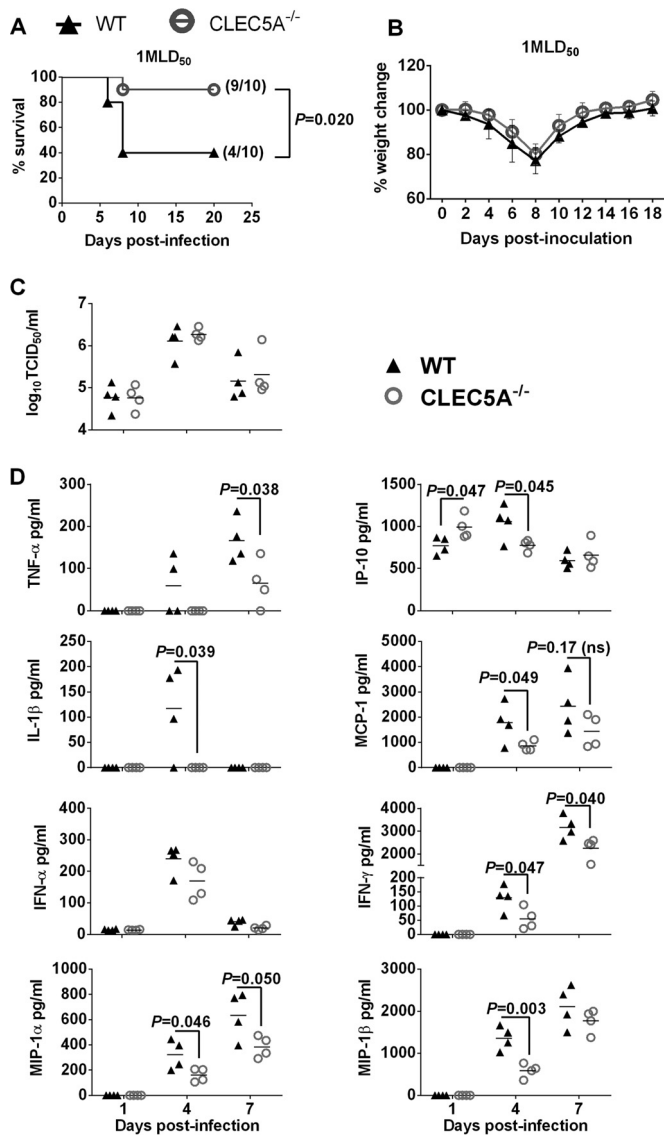 WT CLEC5A-/-
A
1MLD50
100
80
60
40
20
0
% survival
(9/10)
(4/10)
P=0.020
0 5 10 15 20 25
Days post-infection
B
1MLD50
120
100
80
60
% weight change
0 2 4 6 8 10 12 14 16 18
Days post-inoculation
C
7
6
5
4
log10TCID50/ml
WT
CLEC5A-/-
D
300
200
100
0
TNF-α pg/ml
P=0.038
1500
1000
500
0
IP-10 pg/ml
P=0.047
P=0.045
250
200
150
100
50
0
IL-1β pg/ml
P=0.039
5000
4000
3000
2000
1000
0
MCP-1 pg/ml
P=0.049
P=0.17 (ns)
400
300
200
100
0
IFN-α pg/ml
4000
3000
2000
150
100
50
0
IFN-γ pg/ml
P=0.047
P=0.040
1000
800
600
400
200
0
MIP-1α pg/ml
P=0.046
P=0.050
1 4 7
Days post-infection
3000
2000
1000
0
MIP-1β pg/ml
P=0.003
1 4 7
Days post-infection